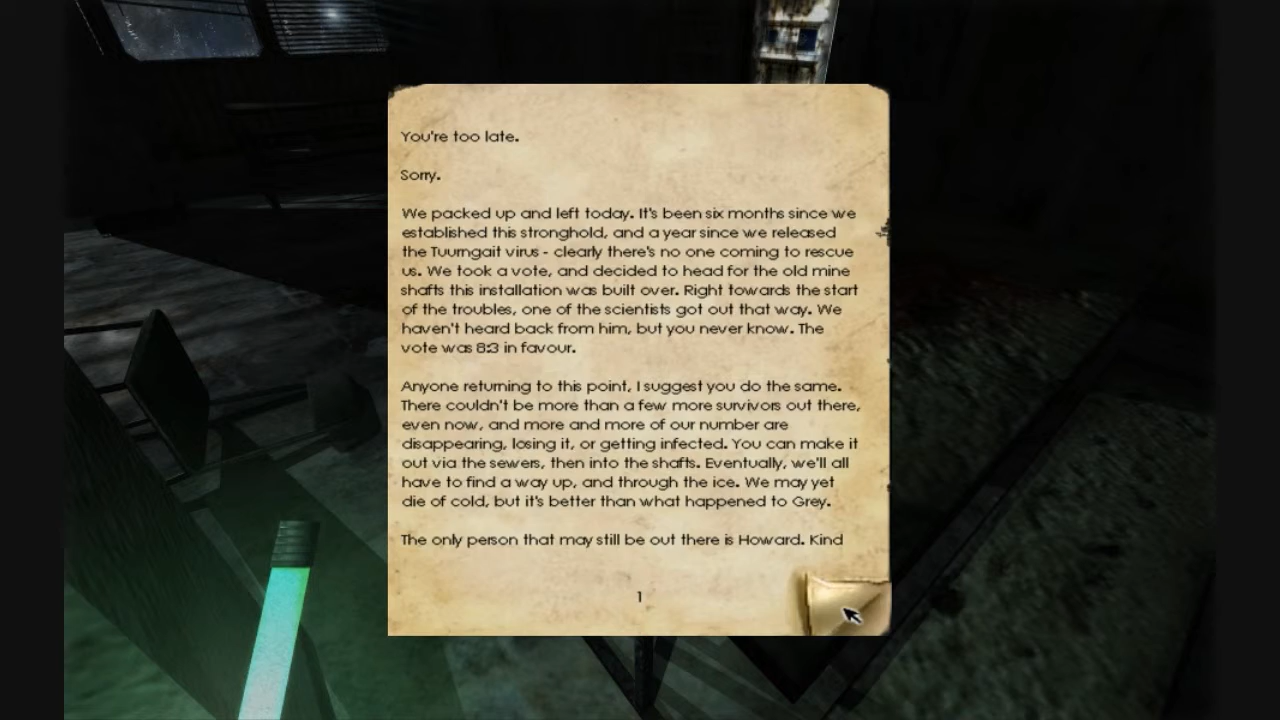 You're too late.
Sorry.
We packed up and left today. It's been six months since we
established this stronghold, and a year since we released
the Tuurngait virus - clearly there's no one coming to rescue
us. We took a vote, and decided to head for the old mine
shafts this installation was built over. Right towards the start
of the troubles, one of the scientists got out that way. We
haven't heard back from him, but you never know. The
vote was 8:3 in favour.
Anyone returning to this point, I suggest you do the same.
There couldn't be more than a few more survivors out there,
even now, and more and more of our number are
disappearing, losing it, or getting infected. You can make it
out via the sewers, then into the shafts. Eventually, we'll all
have to find a way up, and through the ice. We may yet
die of cold, but it's better than what happened to Grey.
The only person that may still be out there is Howard. Kind
1